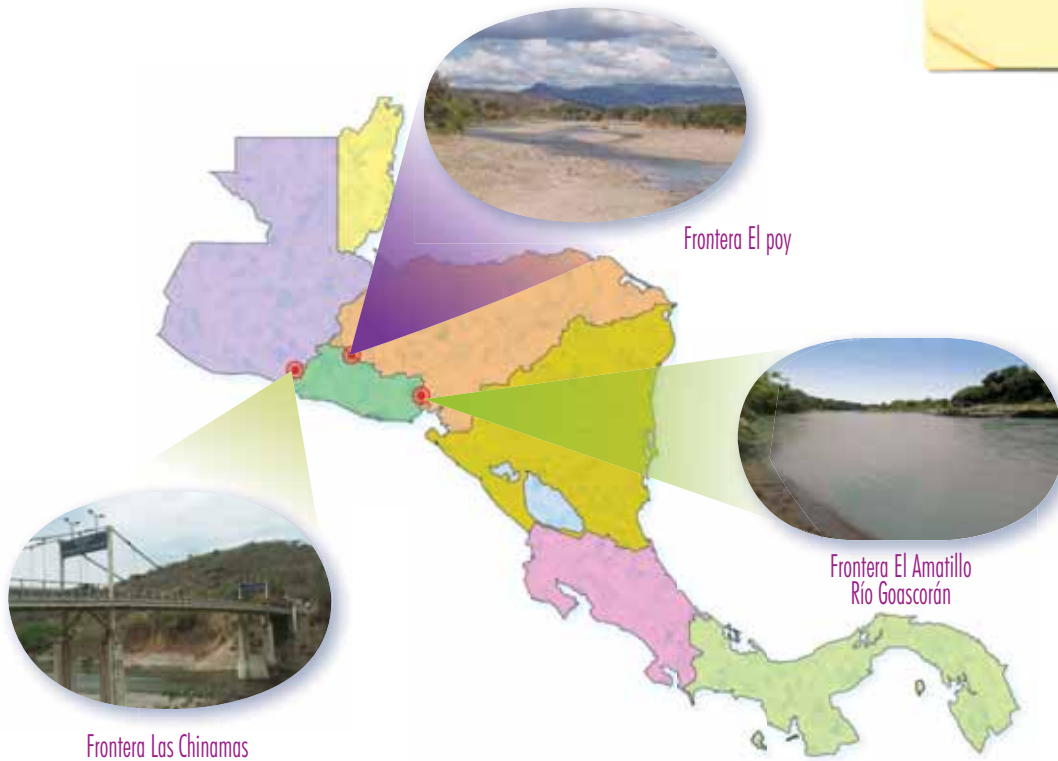 Frontera El poy
Frontera El Amatillo
Río Goascorán
Frontera Las Chinamas